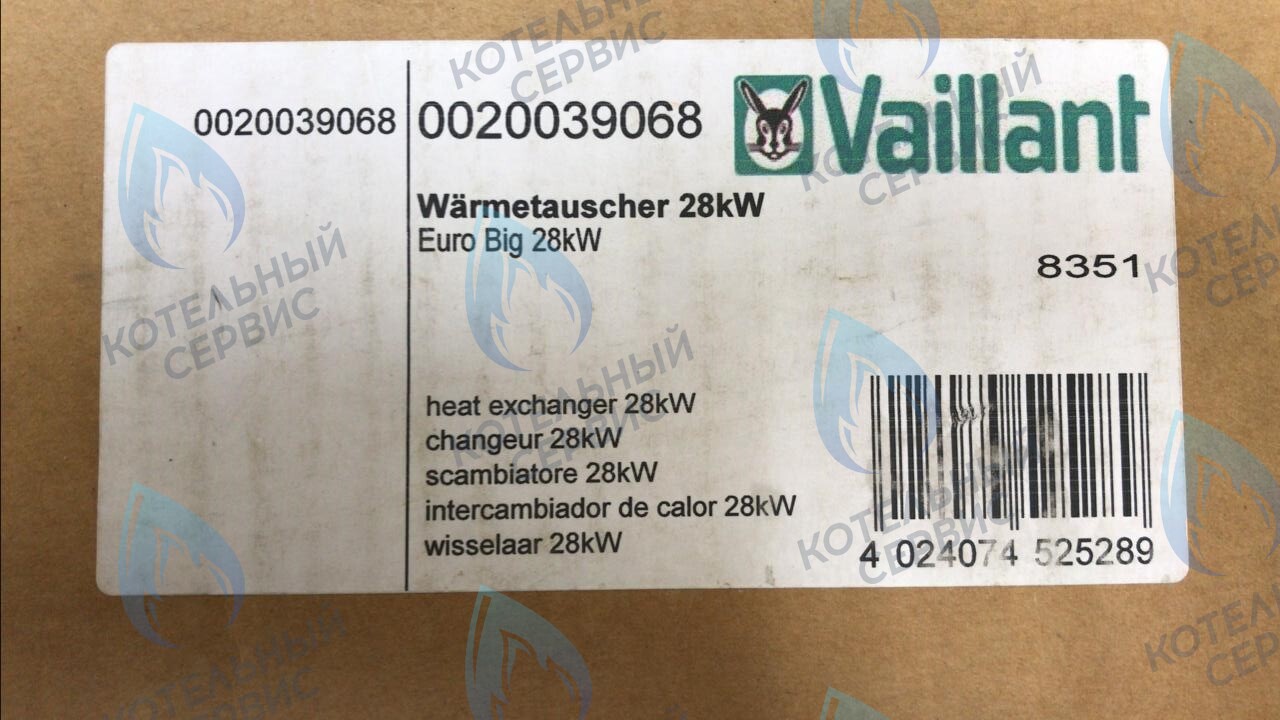 0020039068
0020039068
Vaillant
Wärmetauscher 28kW
Euro Big 28kW
8351
heat exchanger 28kW
changeur 28kW
scambiatore 28kW
intercambiador de calor 28kW
wisselaar 28kW
4 024074 525289
КОТЕЛЬНЫЙ
СЕРВИС